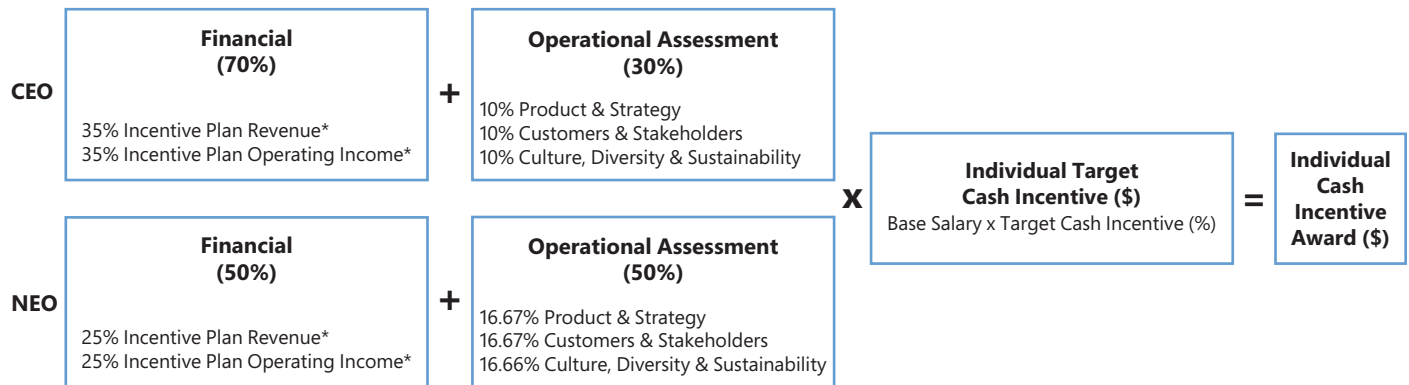 CEO
Financial
(70%)
35% Incentive Plan Revenue*
35% Incentive Plan Operating Income*
+
Operational Assessment
(30%)
10% Product & Strategy
10% Customers & Stakeholders
10% Culture, Diversity & Sustainability
NEO
Financial
(50%)
25% Incentive Plan Revenue*
25% Incentive Plan Operating Income*
+
Operational Assessment
(50%)
16.67% Product & Strategy
16.67% Customers & Stakeholders
16.66% Culture, Diversity & Sustainability
x
Individual Target
Cash Incentive ($)
Base Salary x Target Cash Incentive (%)
=
Individual
Cash
Incentive
Award ($)